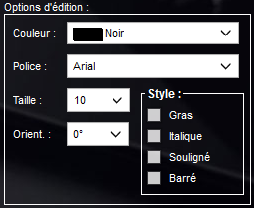 Options d'édition :
Couleur : Noir
Police : Arial
Taille : 10
Style :
Gras
Orient. : 0°
Italique
Souligné
Barré